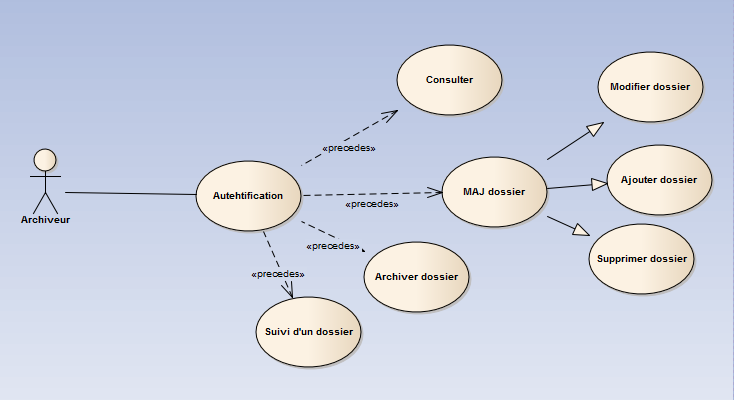 Consulter
Modifier dossier
«precedes»
Autehtification
MAJ dossier
Ajouter dossier
«precedes»
Archiveur
«precedes»
Archiver dossier
Supprimer dossier
«precedes»
Suivi d'un dossier